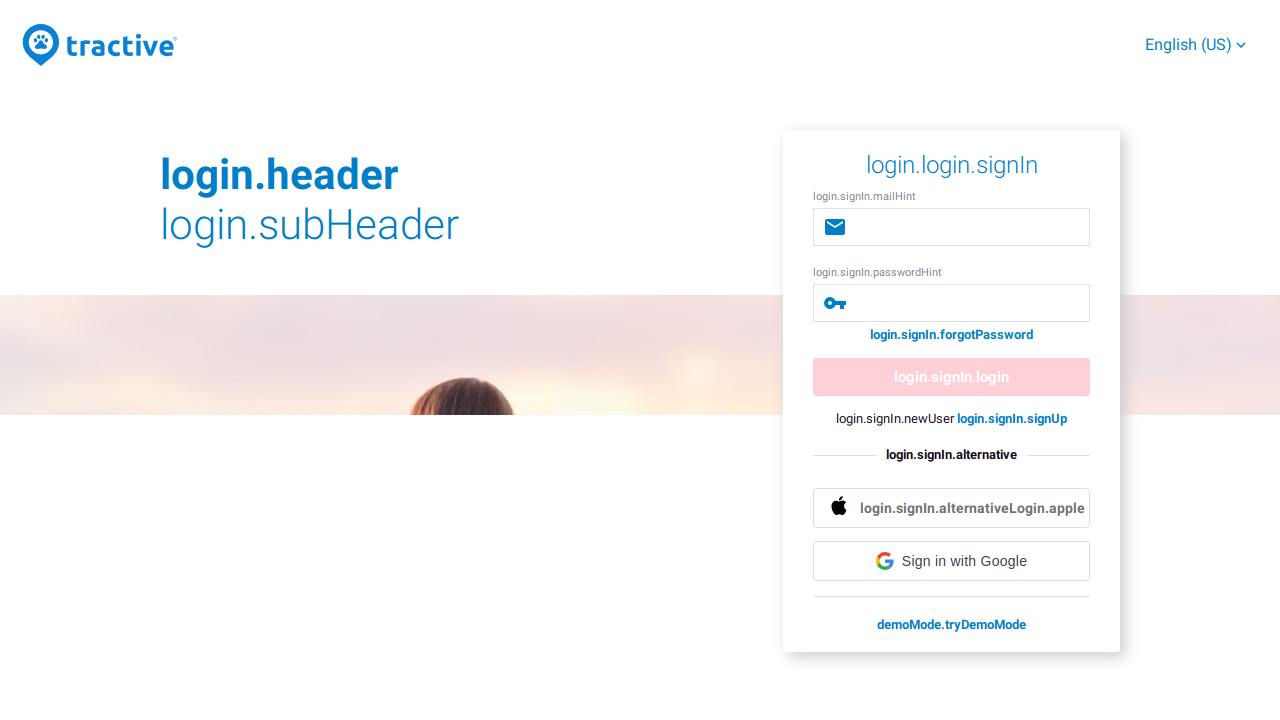 tractive
English (US)
login.header
login.subHeader
login.login.signIn
login.signIn.mailHint
login.signIn.passwordHint
login.signIn.forgotPassword
login.signIn.login
login.signIn.newUser login.signIn.signUp
login.signIn.alternative
login.signIn.alternativeLogin.apple
Sign in with Google
demoMode.tryDemoMode